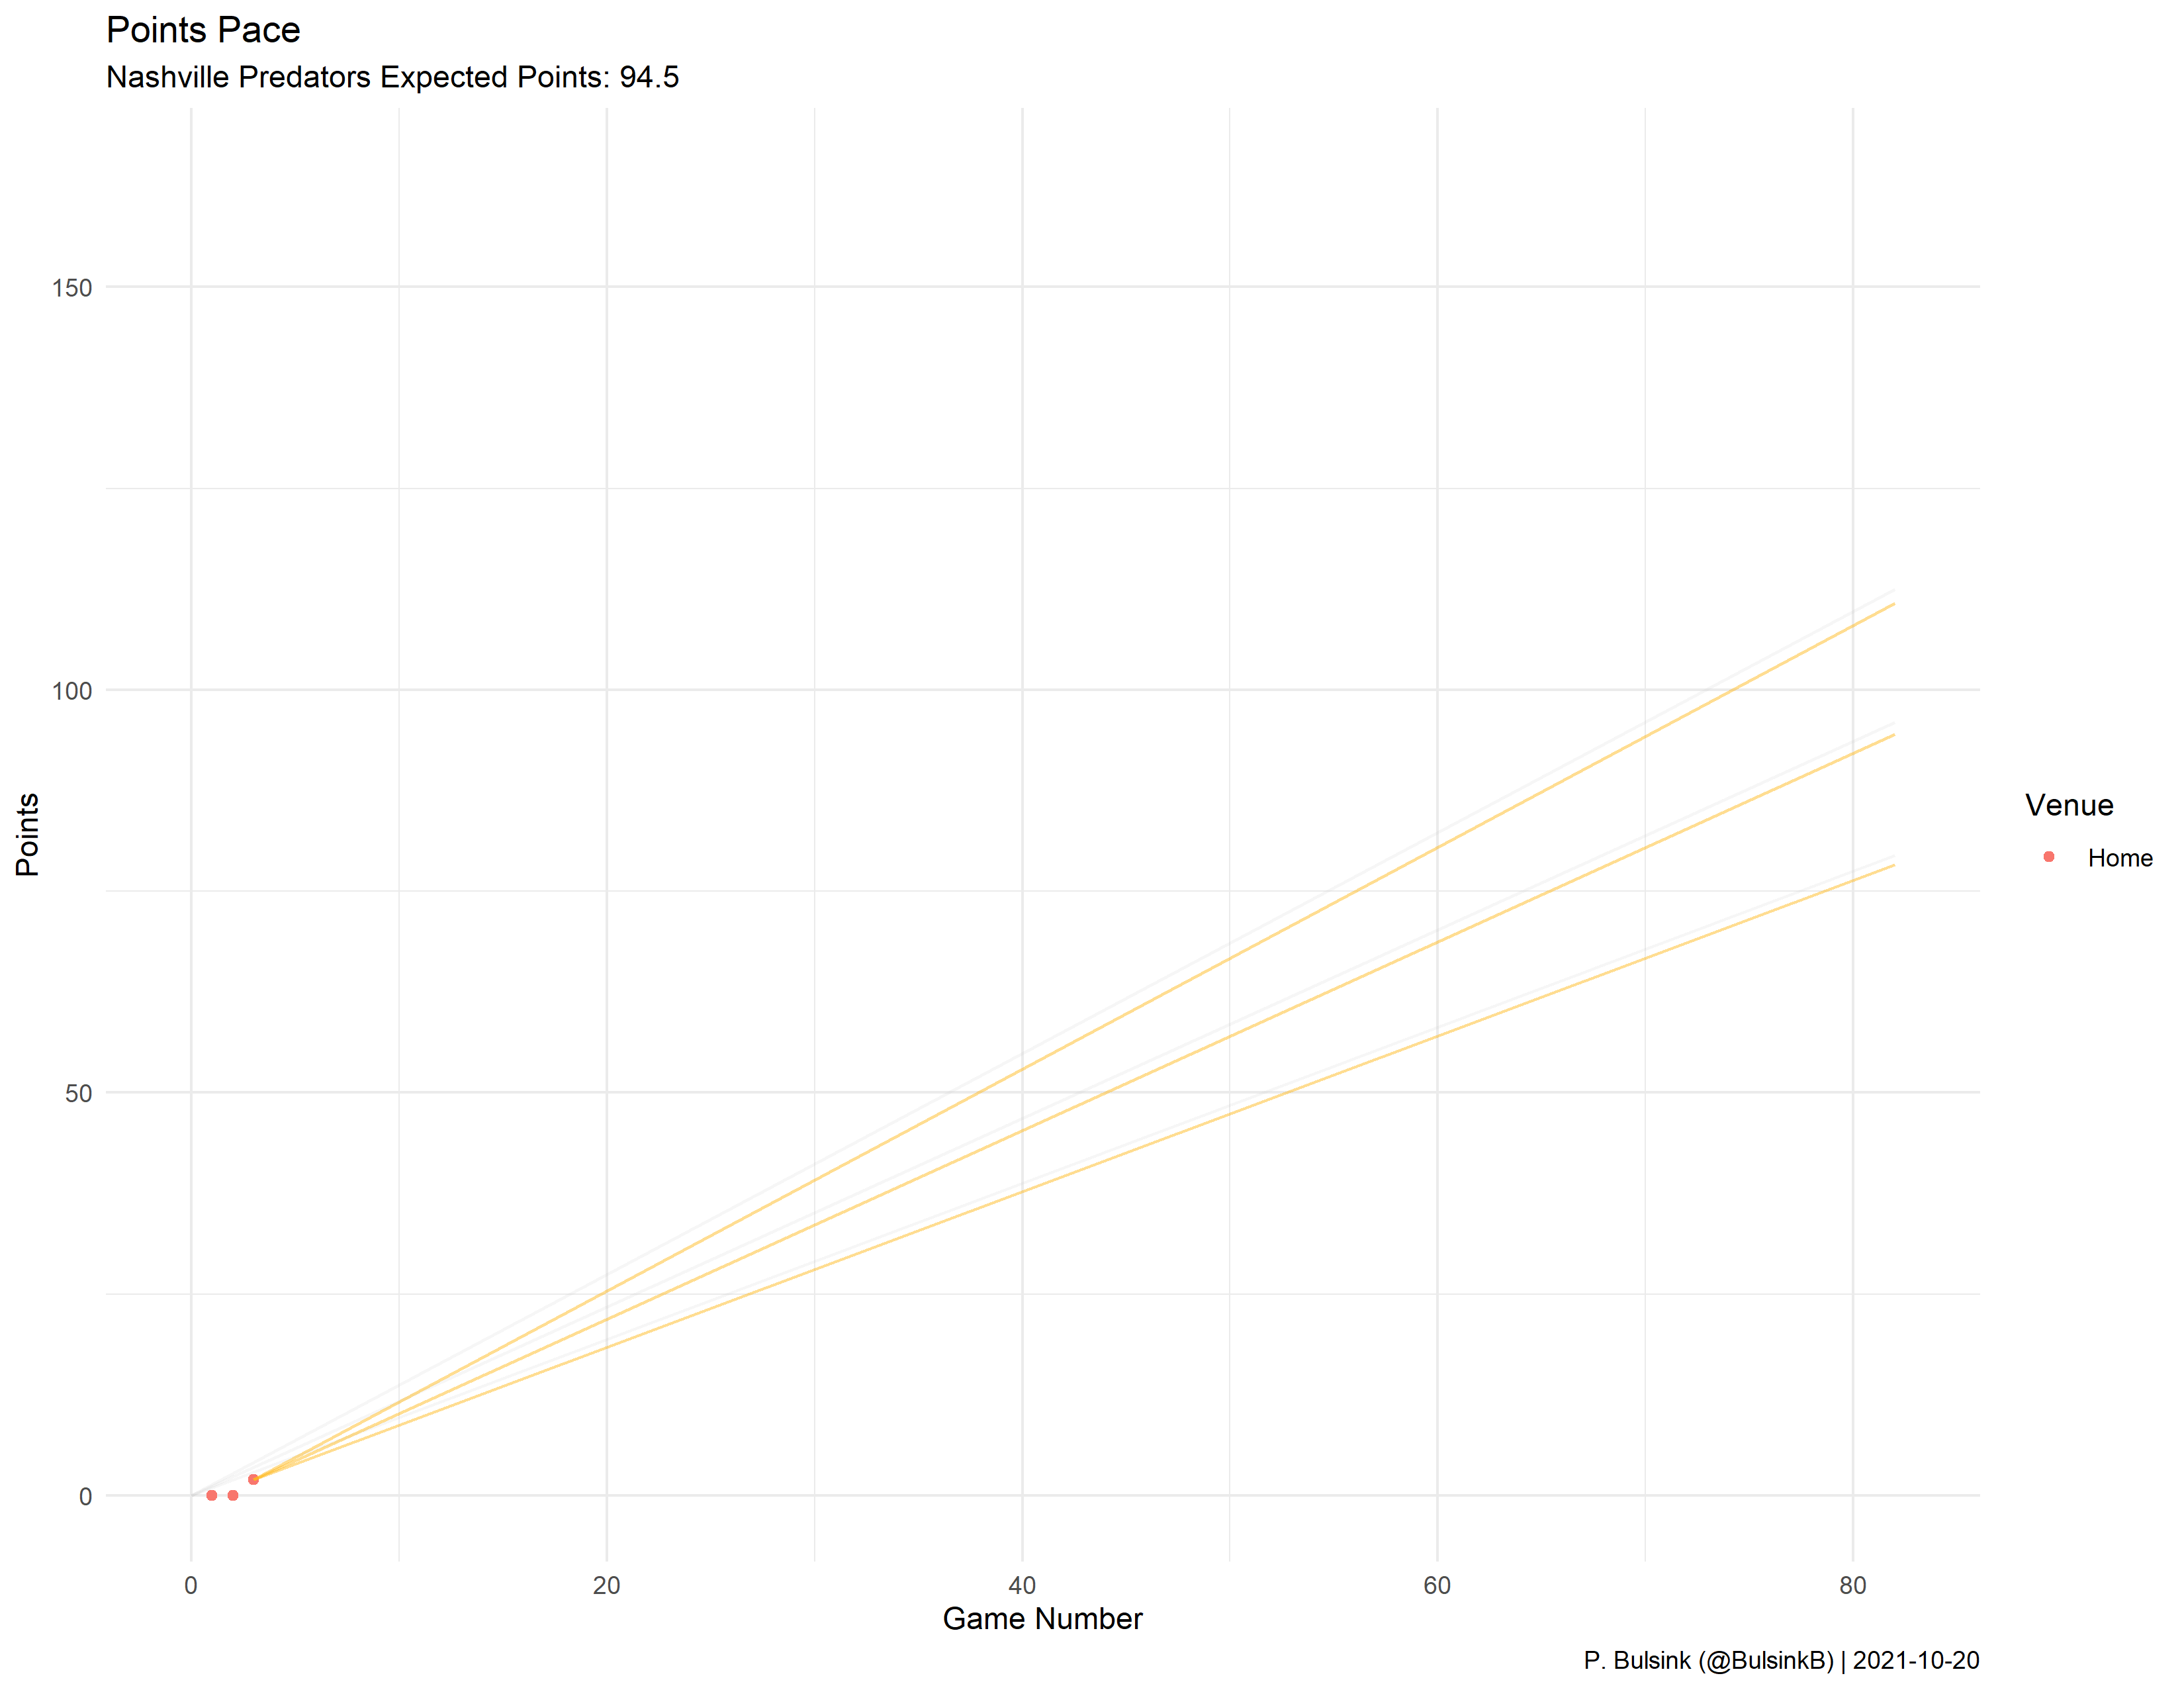 Points Pace
Nashville Predators Expected Points: 94.5
150
100
50
0
Points
0 20 40 60 80
Game Number
Venue
Home
P. Bulsink (@BulsinkB) | 2021-10-20